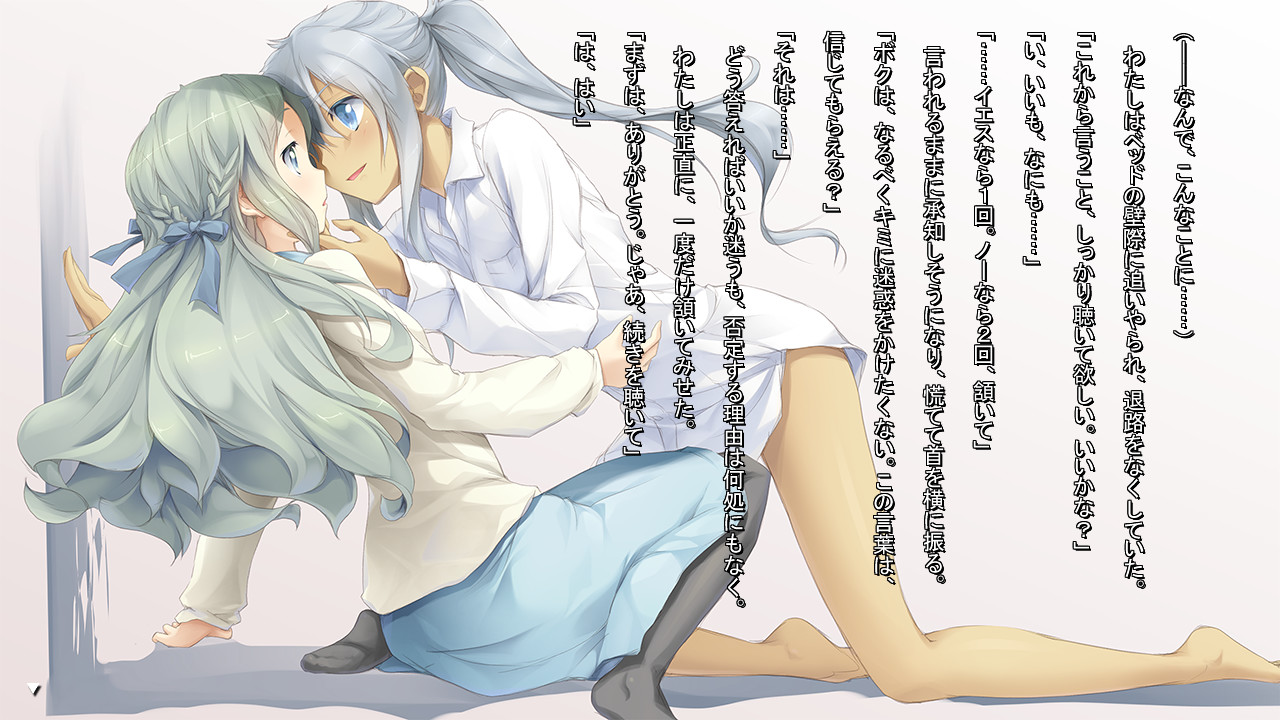 (――なんで、こんなことに……)
わたしはベッドの壁際に追いやられ、退路をなくしていた。
「これから言うこと、しっかり聴いて欲しい。いいかな？」
「い、いいも、なにも……」
「……イエスなら1回。ノーなら2回、頷いて」
言われるままに承知しそうになり、慌てて首を横に振る。
「ボクは、なるべくキミに迷惑をかけたくない。この言葉は、
信じてもらえる？」
「それは……」
どう答えればいいか迷うも、否定する理由は何処にもなく。
わたしは正直に、一度だけ頷いてみせた。
「まずは、ありがとう。じゃあ、続きを聴いて」
「は、はい」